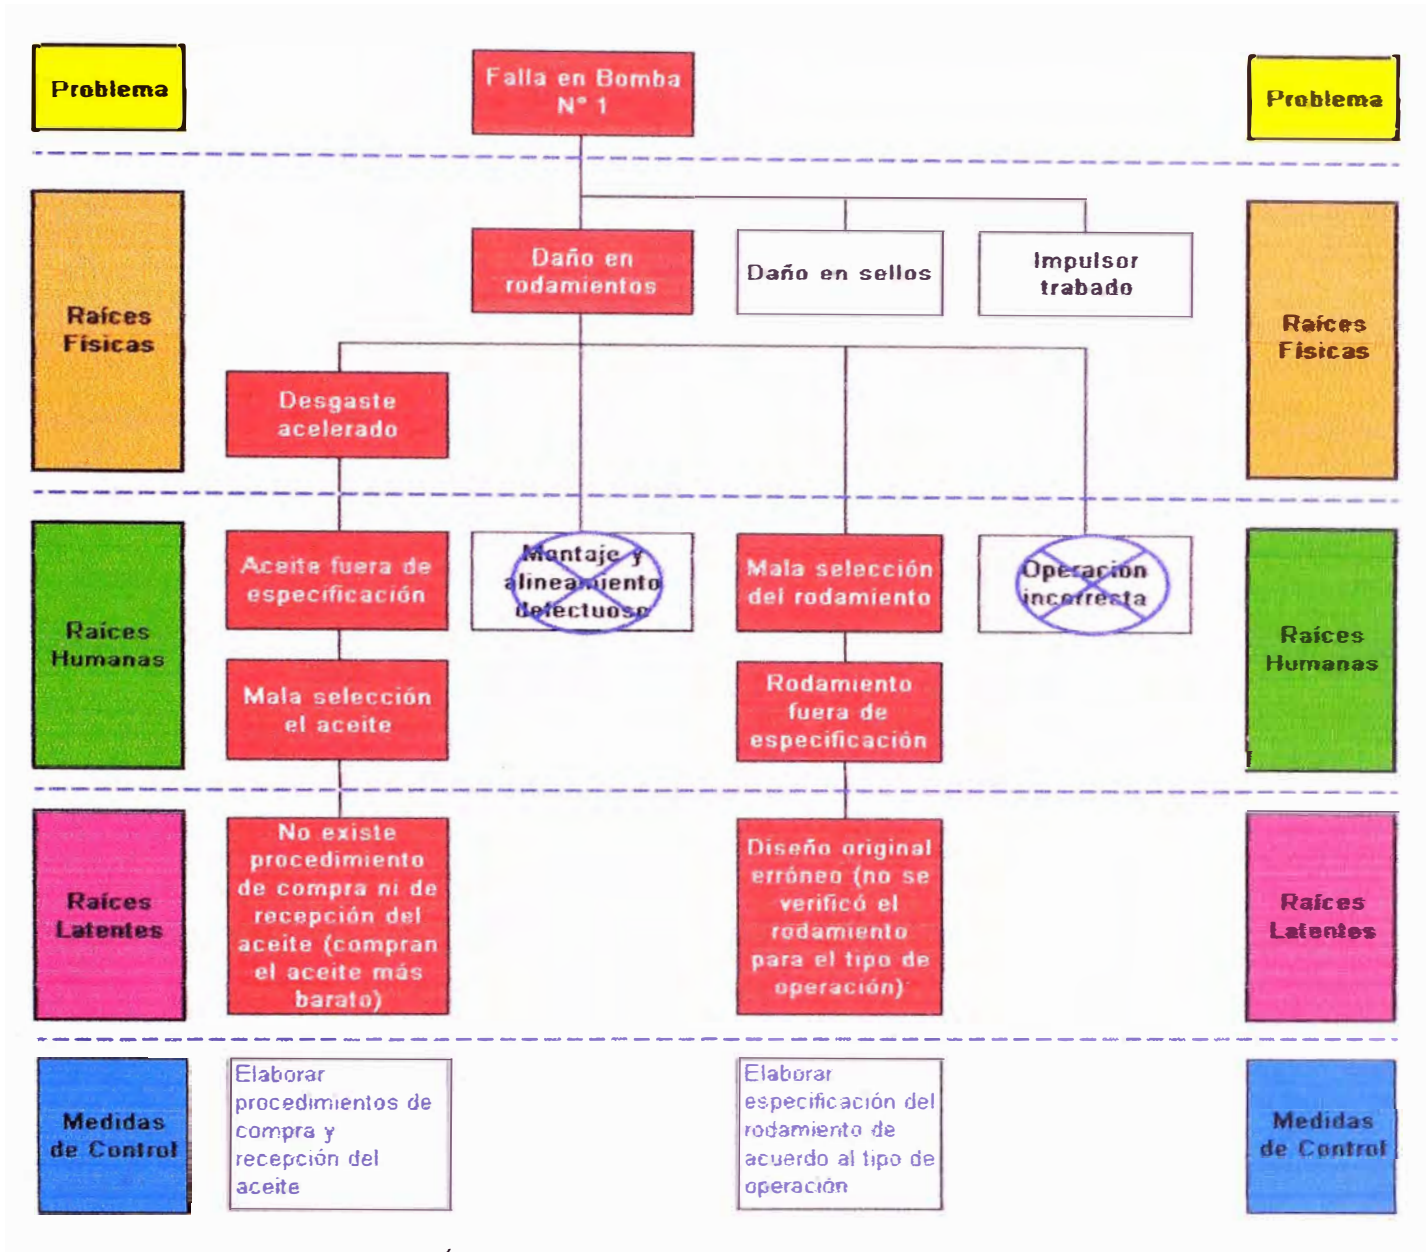 Problema
Falla en Bomba
N° 1
Problema
Raíces
Físicas
Daño en
rodamientos
Daño en sellos
Impulsor
trabado
Raíces
Físicas
Desgaste
acelerado
Raíces
Humanas
Aceite fuera de
especificación
Montaje y
alineamiento
defectuoso
Mala selección
del rodamiento
Operación
incorrecta
Raíces
Humanas
Mala selección
el aceite
Rodamiento
fuera de
especificación
Raíces
Latentes
No existe
procedimiento
de compra ni de
recepción del
aceite (compran
el aceite más
barato)
Diseño original
erróneo (no se
verificó el
rodamiento
para el tipo de
operación)
Raíces
Latentes
Medidas
de Control
Elaborar
procedimientos de
compra y
recepción del
aceite
Elaborar
especificación del
rodamiento de
acuerdo al tipo de
operación
Medidas
de Control